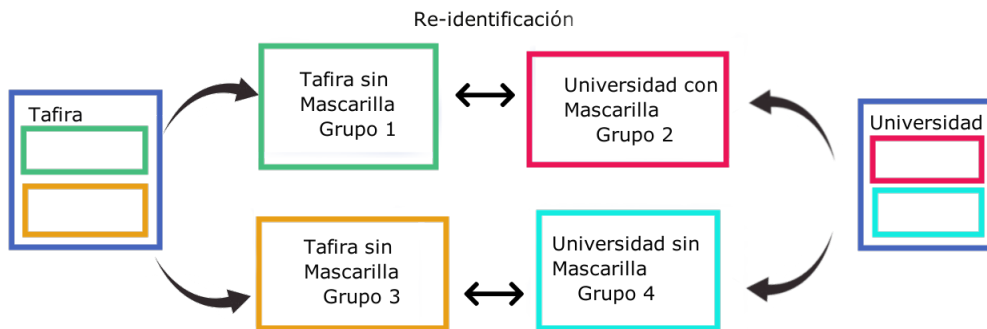 Re-identificación
Tafira
Tafira sin
Mascarilla
Grupo 1
Universidad con
Mascarilla
Grupo 2
Universidad
Tafira sin
Mascarilla
Grupo 3
Universidad sin
Mascarilla
Grupo 4